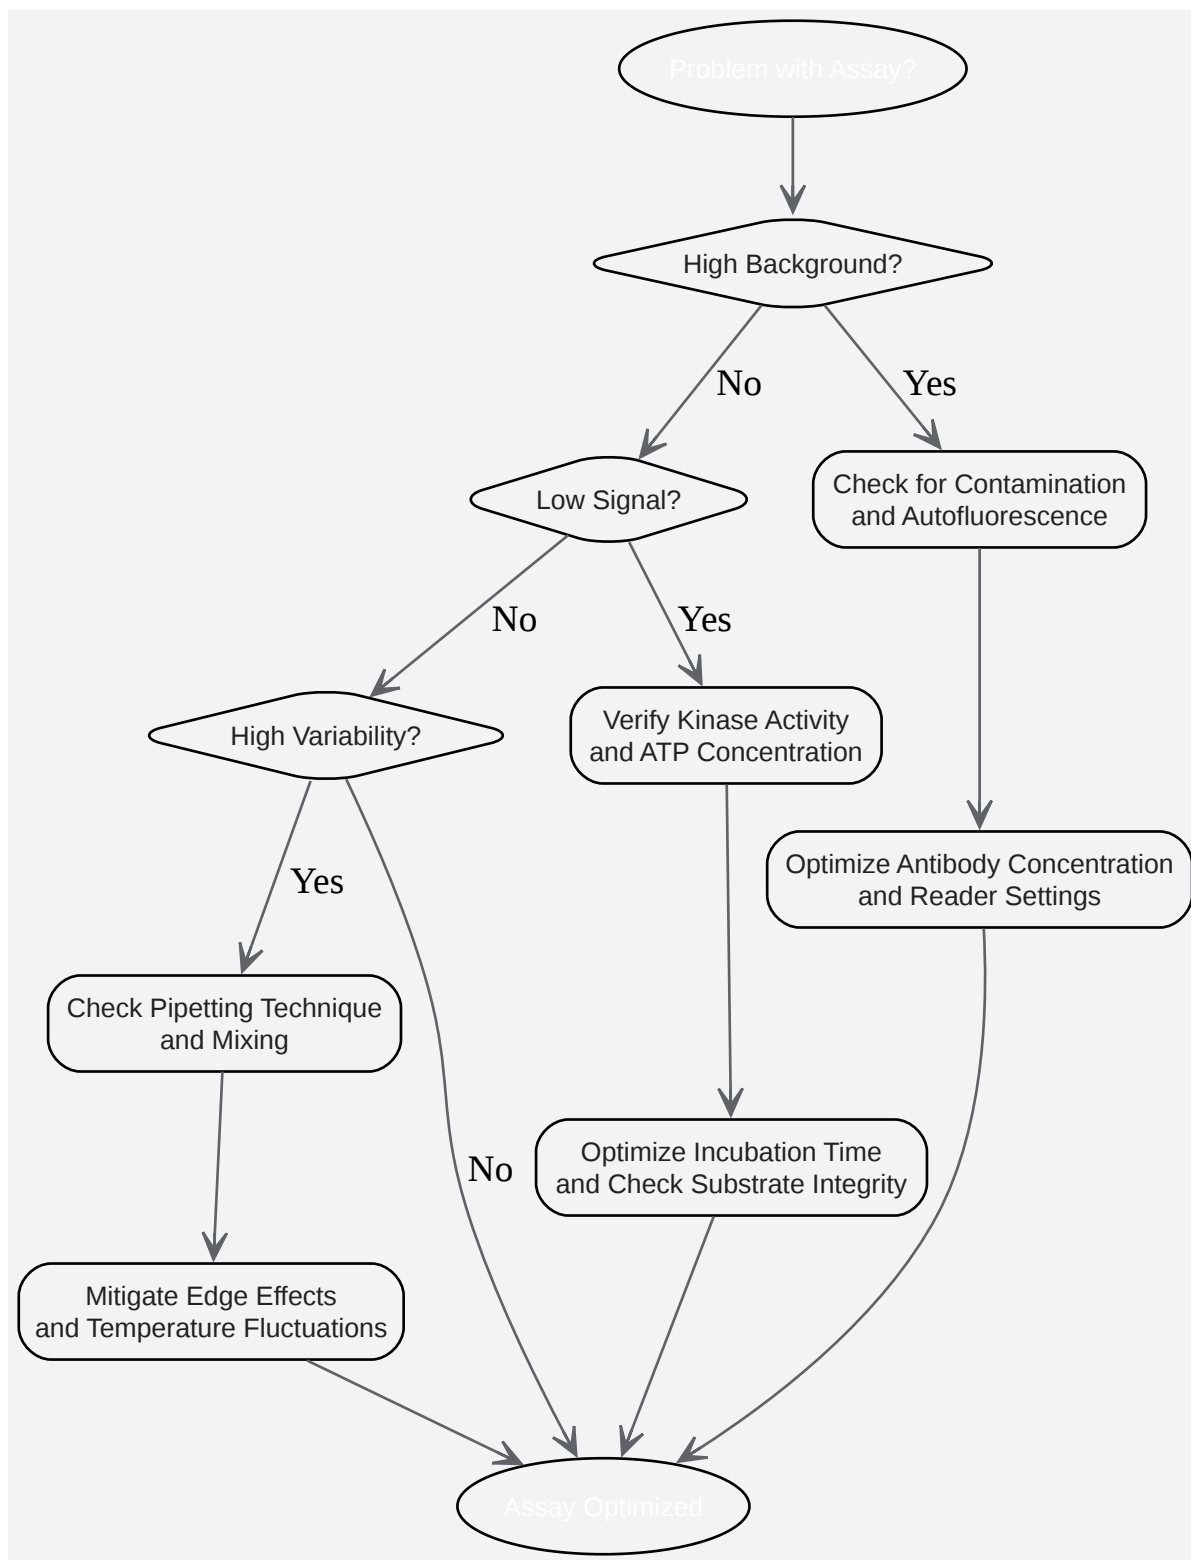 Problem with Assay?
High Background?
No
Yes
Low Signal?
Check for Contamination
and Autofluorescence
No
Yes
High Variability?
Verify Kinase Activity
and ATP Concentration
Yes
Optimize Antibody Concentration
and Reader Settings
Check Pipetting Technique
and Mixing
No
Optimize Incubation Time
and Check Substrate Integrity
Mitigate Edge Effects
and Temperature Fluctuations
Assay Optimized